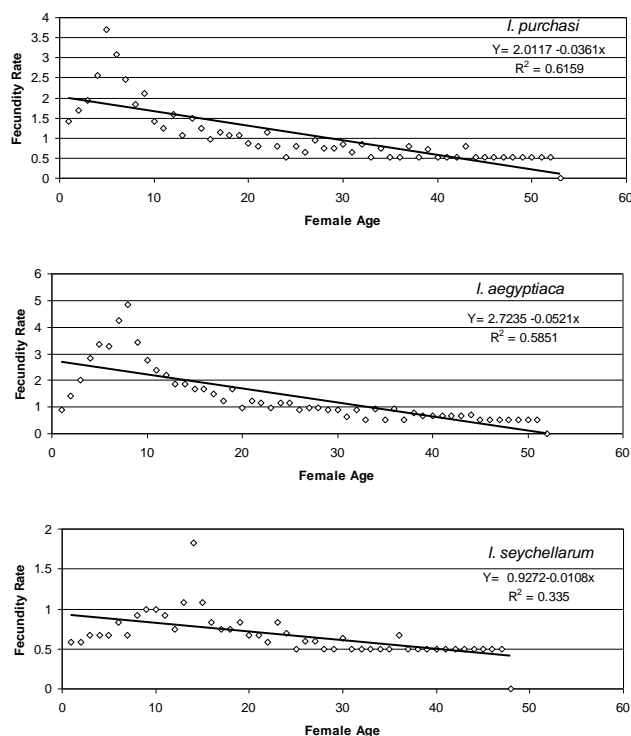 I. purchasi
Y= 2.0117 -0.0361x
R² = 0.6159
Fecundity Rate
4
3.5
3
2.5
2
1.5
1
0.5
0
0 10 20 30 40 50 60
Female Age
I. aegyptiaca
Y= 2.7235 -0.0521x
R² = 0.5851
Fecundity Rate
6
5
4
3
2
1
0
0 10 20 30 40 50 60
Female Age
I. seychellarum
Y= 0.9272-0.0108x
R² = 0.335
Fecundity Rate
2
1.5
1
0.5
0
0 10 20 30 40 50 60
Female Age